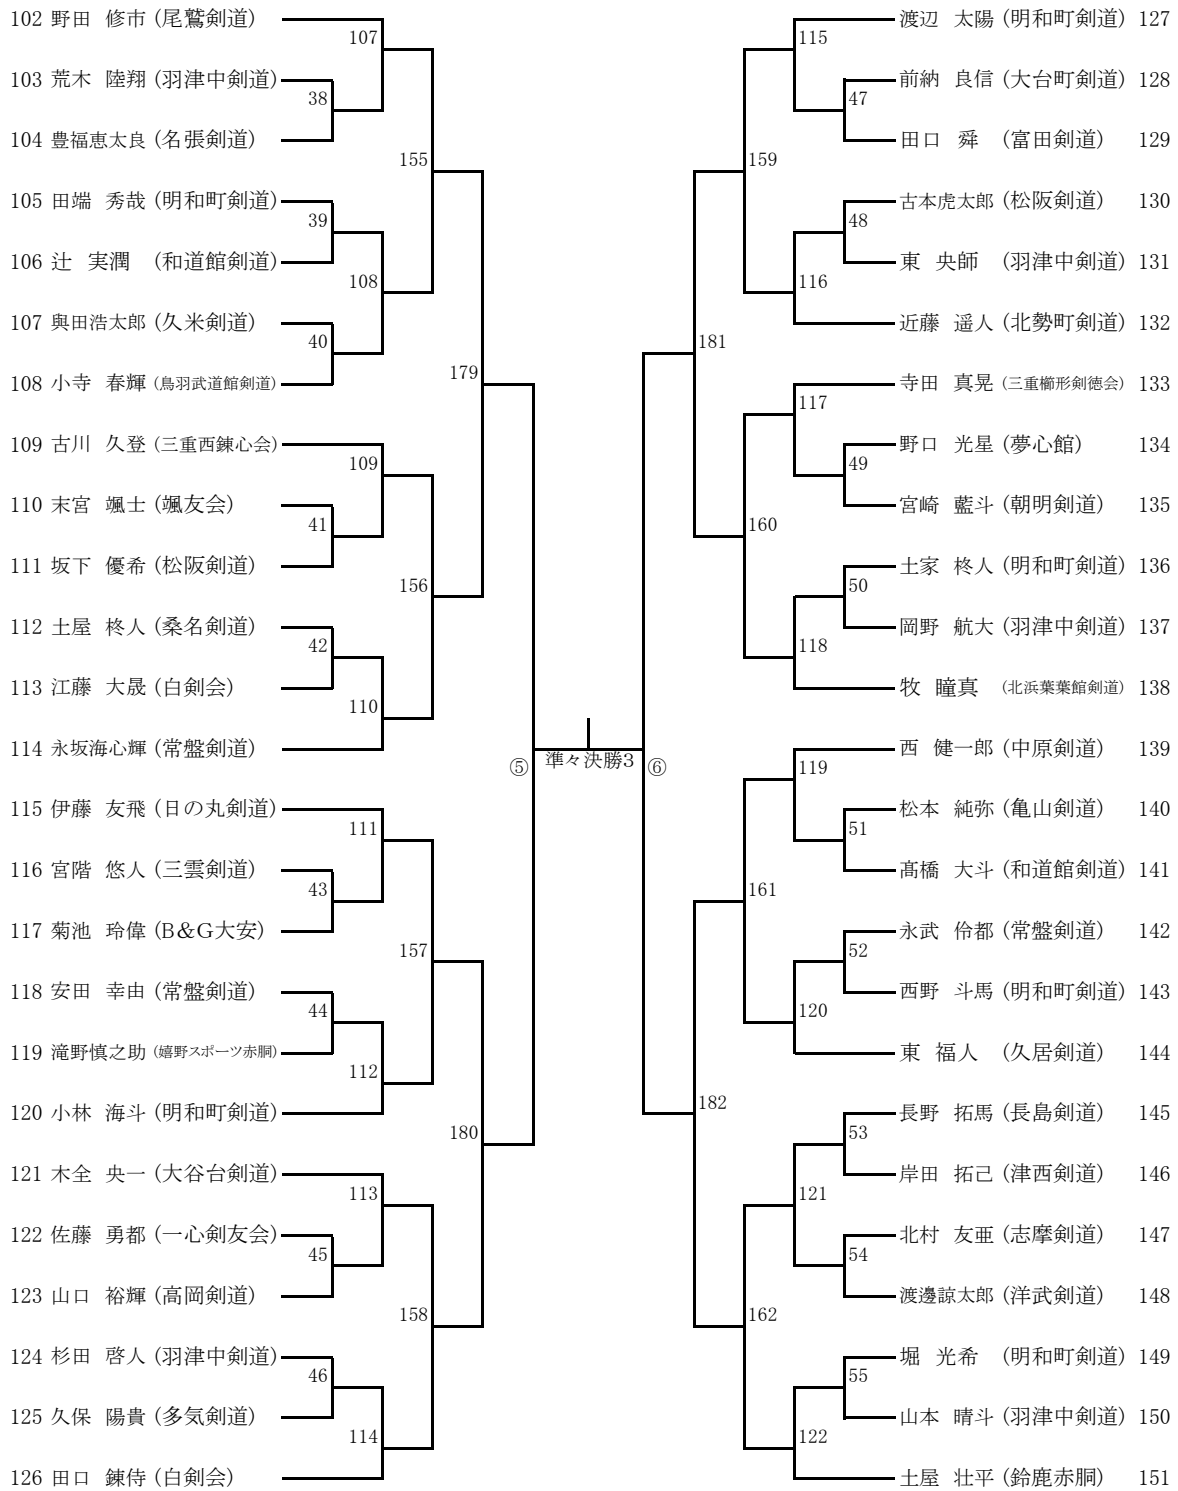 102 野田 修市 (尾鷲剣道)
107
103 荒木 陸翔 (羽津中剣道)
38
104 豊福恵太良 (名張剣道)
155
105 田端 秀哉 (明和町剣道)
39
106 辻 実潤 (和道館剣道)
108
107 與田浩太郎 (久米剣道)
40
179
108 小寺 春輝 (鳥羽武道館剣道)
109 古川 久登 (三重西錬心会)
109
110 末宮 颯士 (颯友会)
41
111 坂下 優希 (松阪剣道)
156
112 土屋 柊人 (桑名剣道)
42
113 江藤 大晟 (白剣会)
110
114 永坂海心輝 (常盤剣道)
⑤ 準々決勝3 ⑥
115 伊藤 友飛 (日の丸剣道)
111
116 宮階 悠人 (三雲剣道)
43
117 菊池 玲偉 (B&G大安)
157
118 安田 幸由 (常盤剣道)
44
119 滝野慎之助 (嬉野スポーツ赤胴)
112
120 小林 海斗 (明和町剣道)
180
121 木全 央一 (大谷台剣道)
113
122 佐藤 勇都 (一心剣友会)
45
123 山口 裕輝 (高岡剣道)
158
124 杉田 啓人 (羽津中剣道)
46
125 久保 陽貴 (多気剣道)
114
126 田口 錬侍 (白剣会)
渡辺 太陽 (明和町剣道) 127
115
前納 良信 (大台町剣道) 128
47
田口 舜 (富田剣道) 129
159
古本虎太郎 (松阪剣道) 130
48
東 央師 (羽津中剣道) 131
116
近藤 遥人 (北勢町剣道) 132
181
寺田 真晃 (三重櫛形剣徳会) 133
117
野口 光星 (夢心館) 134
49
宮崎 藍斗 (朝明剣道) 135
160
土家 柊人 (明和町剣道) 136
50
岡野 航大 (羽津中剣道) 137
118
牧 瞳真 (北浜葉葉館剣道) 138
西 健一郎 (中原剣道) 139
119
松本 純弥 (亀山剣道) 140
51
髙橋 大斗 (和道館剣道) 141
161
永武 伶都 (常盤剣道) 142
52
西野 斗馬 (明和町剣道) 143
120
東 福人 (久居剣道) 144
182
長野 拓馬 (長島剣道) 145
53
岸田 拓己 (津西剣道) 146
121
北村 友亜 (志摩剣道) 147
54
渡邊諒太郎 (洋武剣道) 148
162
堀 光希 (明和町剣道) 149
55
山本 晴斗 (羽津中剣道) 150
122
土屋 壮平 (鈴鹿赤胴) 151